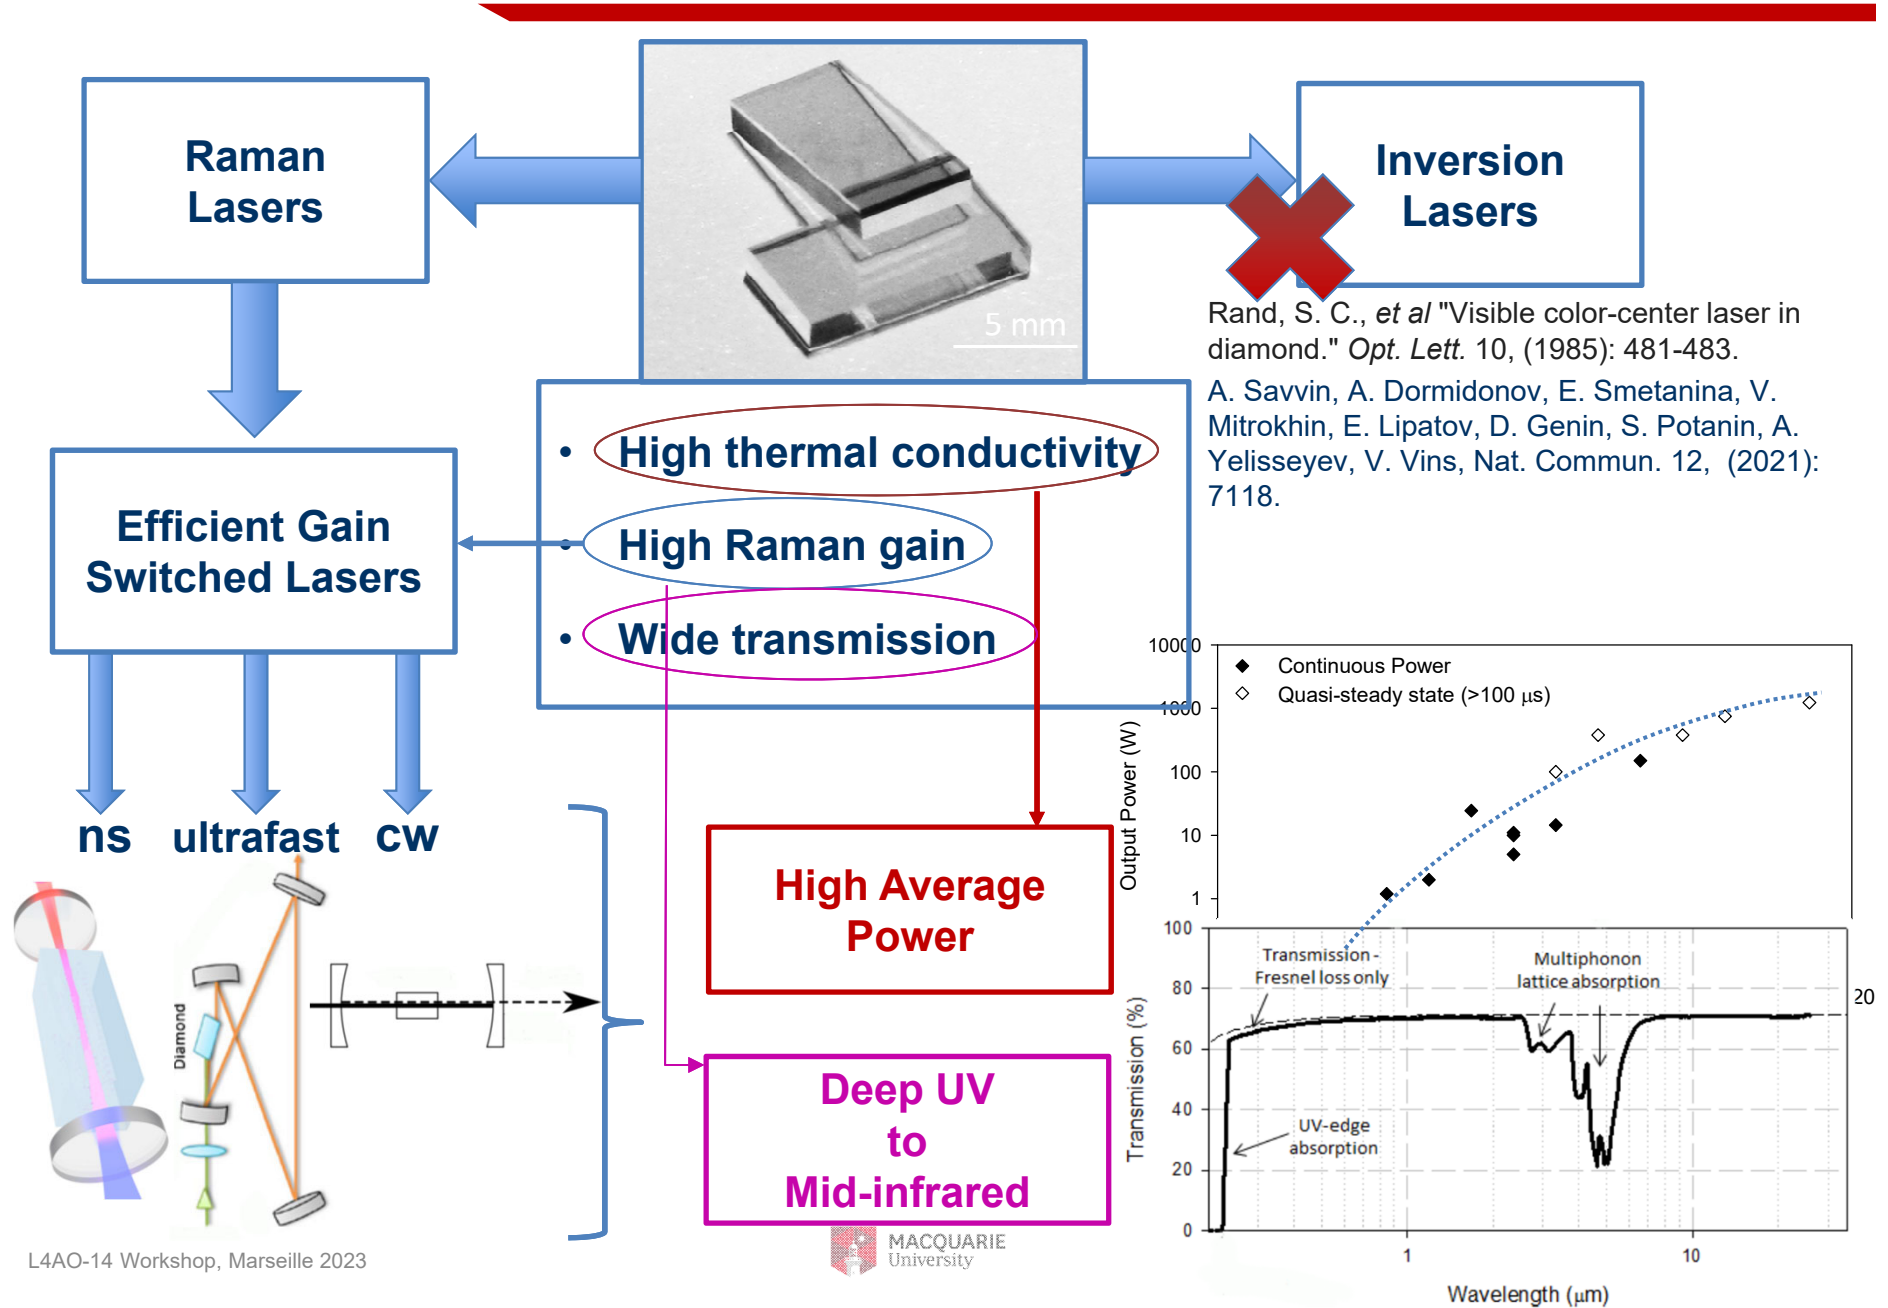 Raman
Lasers
5 mm
Inversion
Lasers
Rand, S. C., et al "Visible color-center laser in
diamond." Opt. Lett. 10, (1985): 481-483.
A. Savvin, A. Dormidonov, E. Smetanina, V.
Mitrokhin, E. Lipatov, D. Genin, S. Potanin, A.
Yelisseyev, V. Vins, Nat. Commun. 12, (2021):
7118.
• High thermal conductivity
• High Raman gain
• Wide transmission
Efficient Gain
Switched Lasers
ns
ultrafast
cw
Diamond
High Average
Power
Deep UV
to
Mid-infrared
10000
1000
100
10
1
Output Power (W)
Continuous Power
Quasi-steady state (>100 μs)
20
100
80
60
40
20
0
Transmission (%)
Transmission -
Fresnel loss only
Multiphonon
lattice absorption
UV-edge
absorption
1
10
Wavelength (μm)
L4AO-14 Workshop, Marseille 2023
MACQUARIE
University